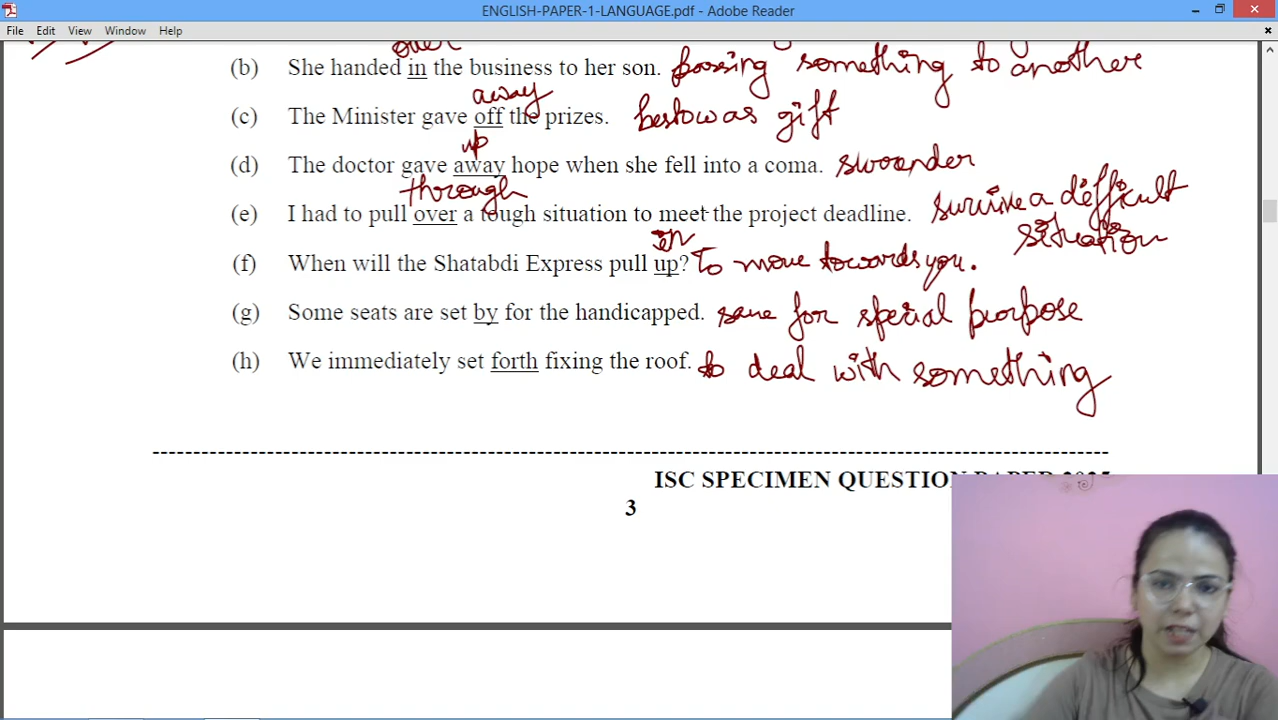 ENGLISH-PAPER-1-LANGUAGE.pdf - Adobe Reader
File Edit View Window Help
over
(b) She handed in the business to her son. passing something to another
away
(c) The Minister gave off the prizes. bestow as gift
up
(d) The doctor gave away hope when she fell into a coma.
through
(e) I had to pull over a tough situation to meet the project deadline. survive a difficult
situation
in
(f) When will the Shatabdi Express pull up? To move towards you.
(g) Some seats are set by for the handicapped. save for special purpose
(h) We immediately set forth fixing the roof. to deal with something
ISC SPECIMEN QUESTION PAPER 2025
3